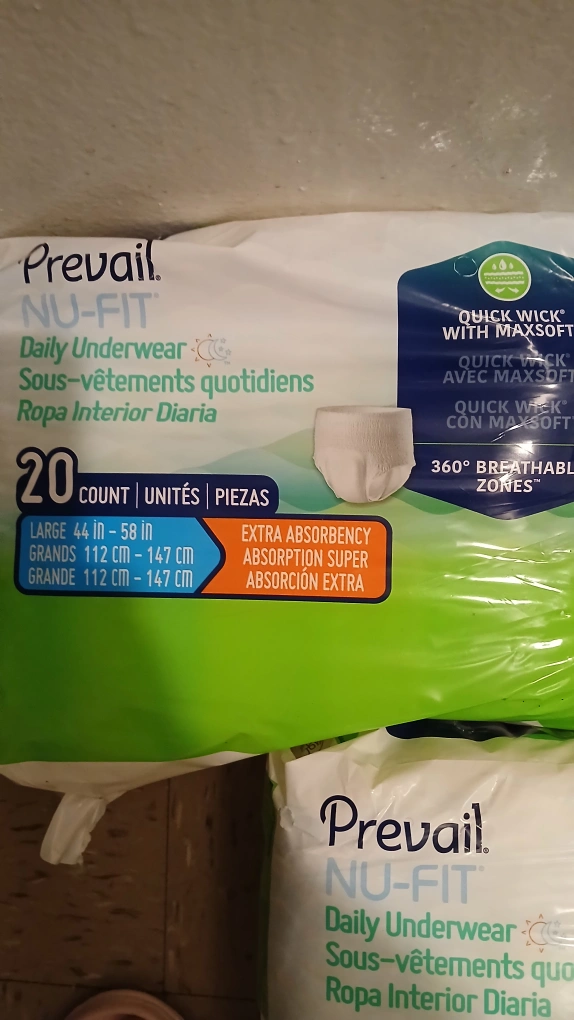 Prevail®
NU-FIT®
Daily Underwear
Sous-vêtements quotidiens
Ropa Interior Diaria
20 COUNT | UNITÉS | PIEZAS
LARGE 44 in - 58 in
GRANDS 112 cm - 147 cm
GRANDE 112 cm - 147 cm
EXTRA ABSORBENCY
ABSORPTION SUPER
ABSORCIÓN EXTRA
QUICK WICK®
WITH MAXSOFT
QUICK WICK®
AVEC MAXSOFT
QUICK WICK®
CON MAXSOFT
360° BREATHABL
ZONES™
Prevail®
NU-FIT®
Daily Underwear
Sous-vêtements quo
Ropa Interior Diaria